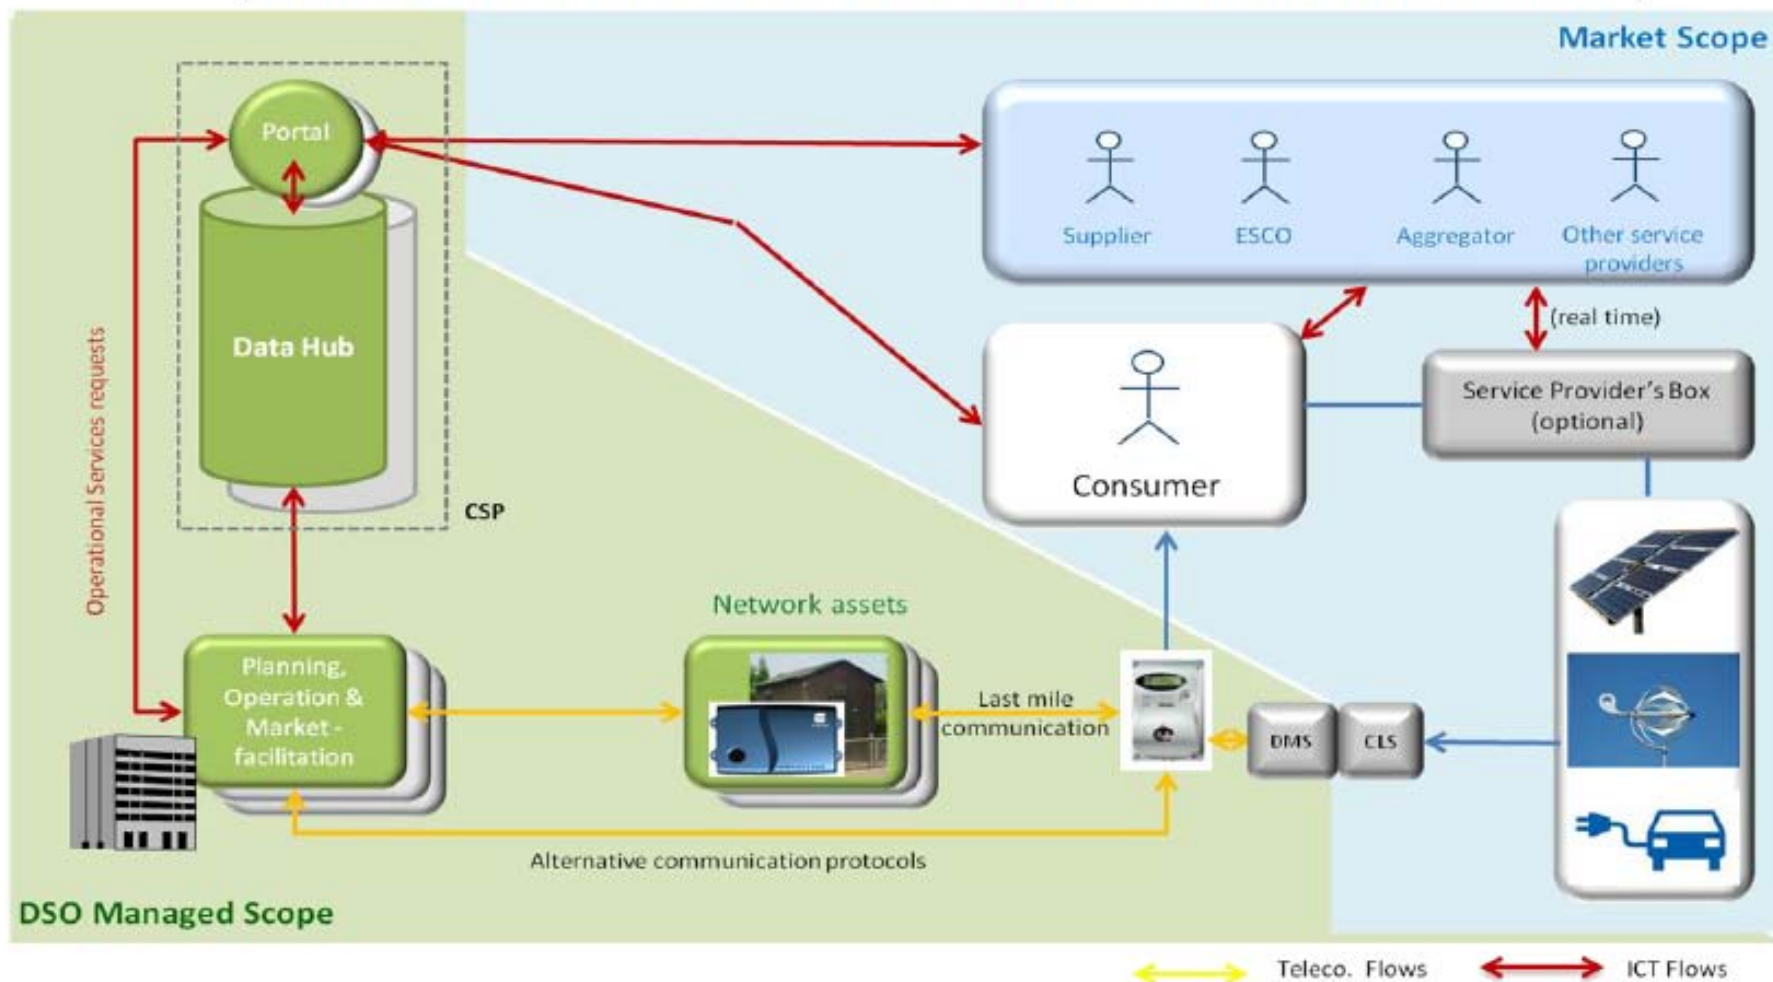 Market Scope
Portal
Supplier
ESCO
Aggregator
Other service
providers
(real time)
Data Hub
Operational Services requests
Service Provider's Box
(optional)
Consumer
CSP
Network assets
Planning,
Operation &
Market -
facilitation
Last mile
communication
DMS
CLS
Alternative communication protocols
DSO Managed Scope
Teleco. Flows
ICT Flows